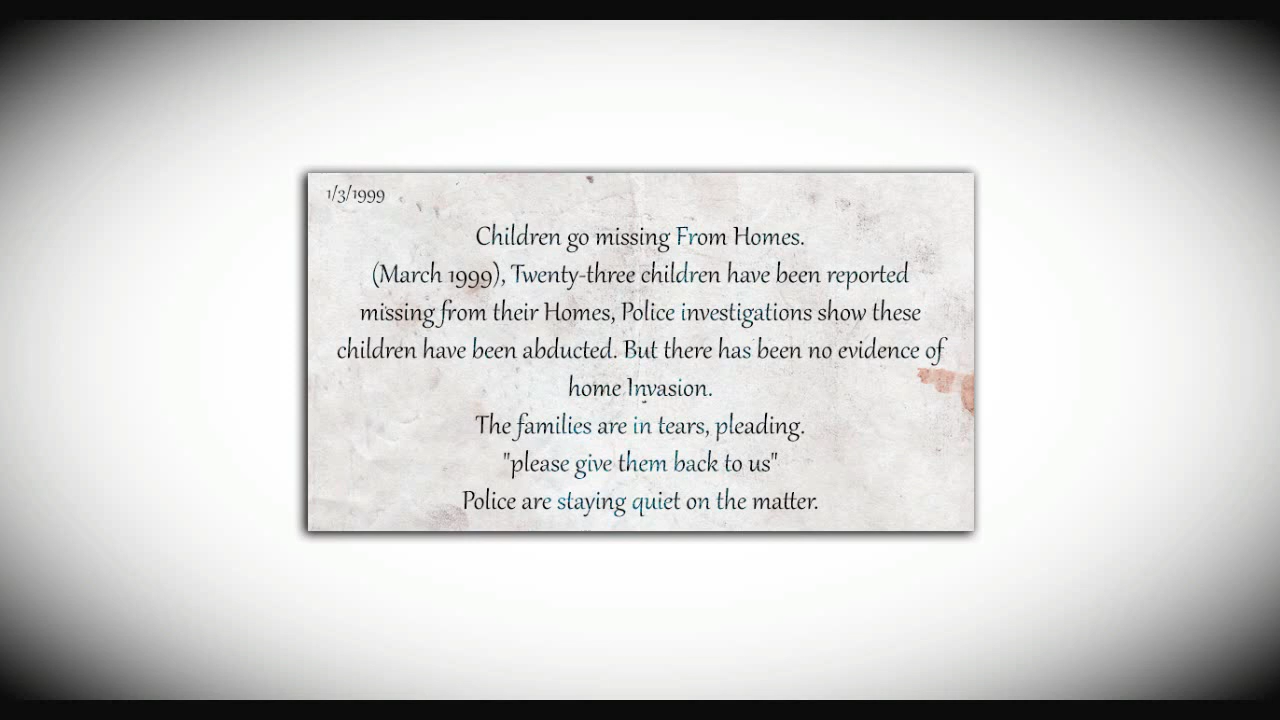 1/3/1999
Children go missing From Homes.
(March 1999), Twenty-three children have been reported
missing from their Homes, Police investigations show these
children have been abducted. But there has been no evidence of
home Invasion.
The families are in tears, pleading.
"please give them back to us"
Police are staying quiet on the matter.